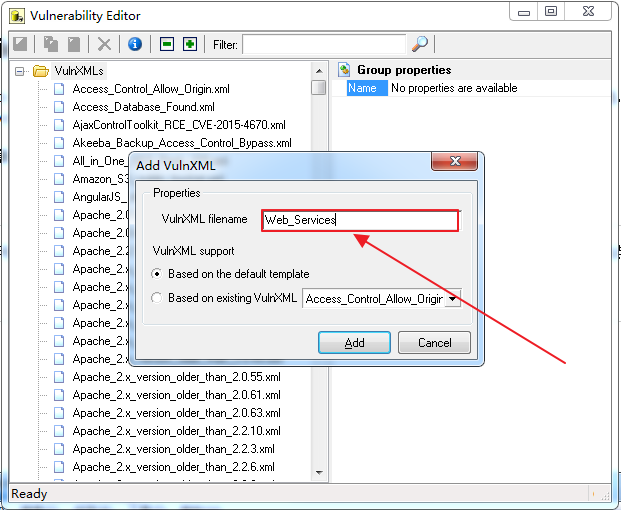 Vulnerability Editor
Filter:
VulnXMLs
Access_Control_Allow_Origin.xml
Access_Database_Found.xml
AjaxControlToolkit_RCE_CVE-2015-4670.xml
Akeeba_Backup_Access_Control_Bypass.xml
All_in_One_
Amazon_S3
AngularJS_
Apache_2.0
Apache_2.0
Apache_2.2
Apache_2.x
Apache_2.x
Apache_2.x
Apache_2.x
Apache_2.x
Apache_2.x_version_older_than_2.0.55.xml
Apache_2.x_version_older_than_2.0.61.xml
Apache_2.x_version_older_than_2.0.63.xml
Apache_2.x_version_older_than_2.2.10.xml
Apache_2.x_version_older_than_2.2.3.xml
Apache_2.x_version_older_than_2.2.6.xml
Group properties
Name No properties are available
Add VulnXML
Properties
VulnXML filename Web_Services
VulnXML support
Based on the default template
Based on existing VulnXML Access_Control_Allow_Origin
Add Cancel
Ready